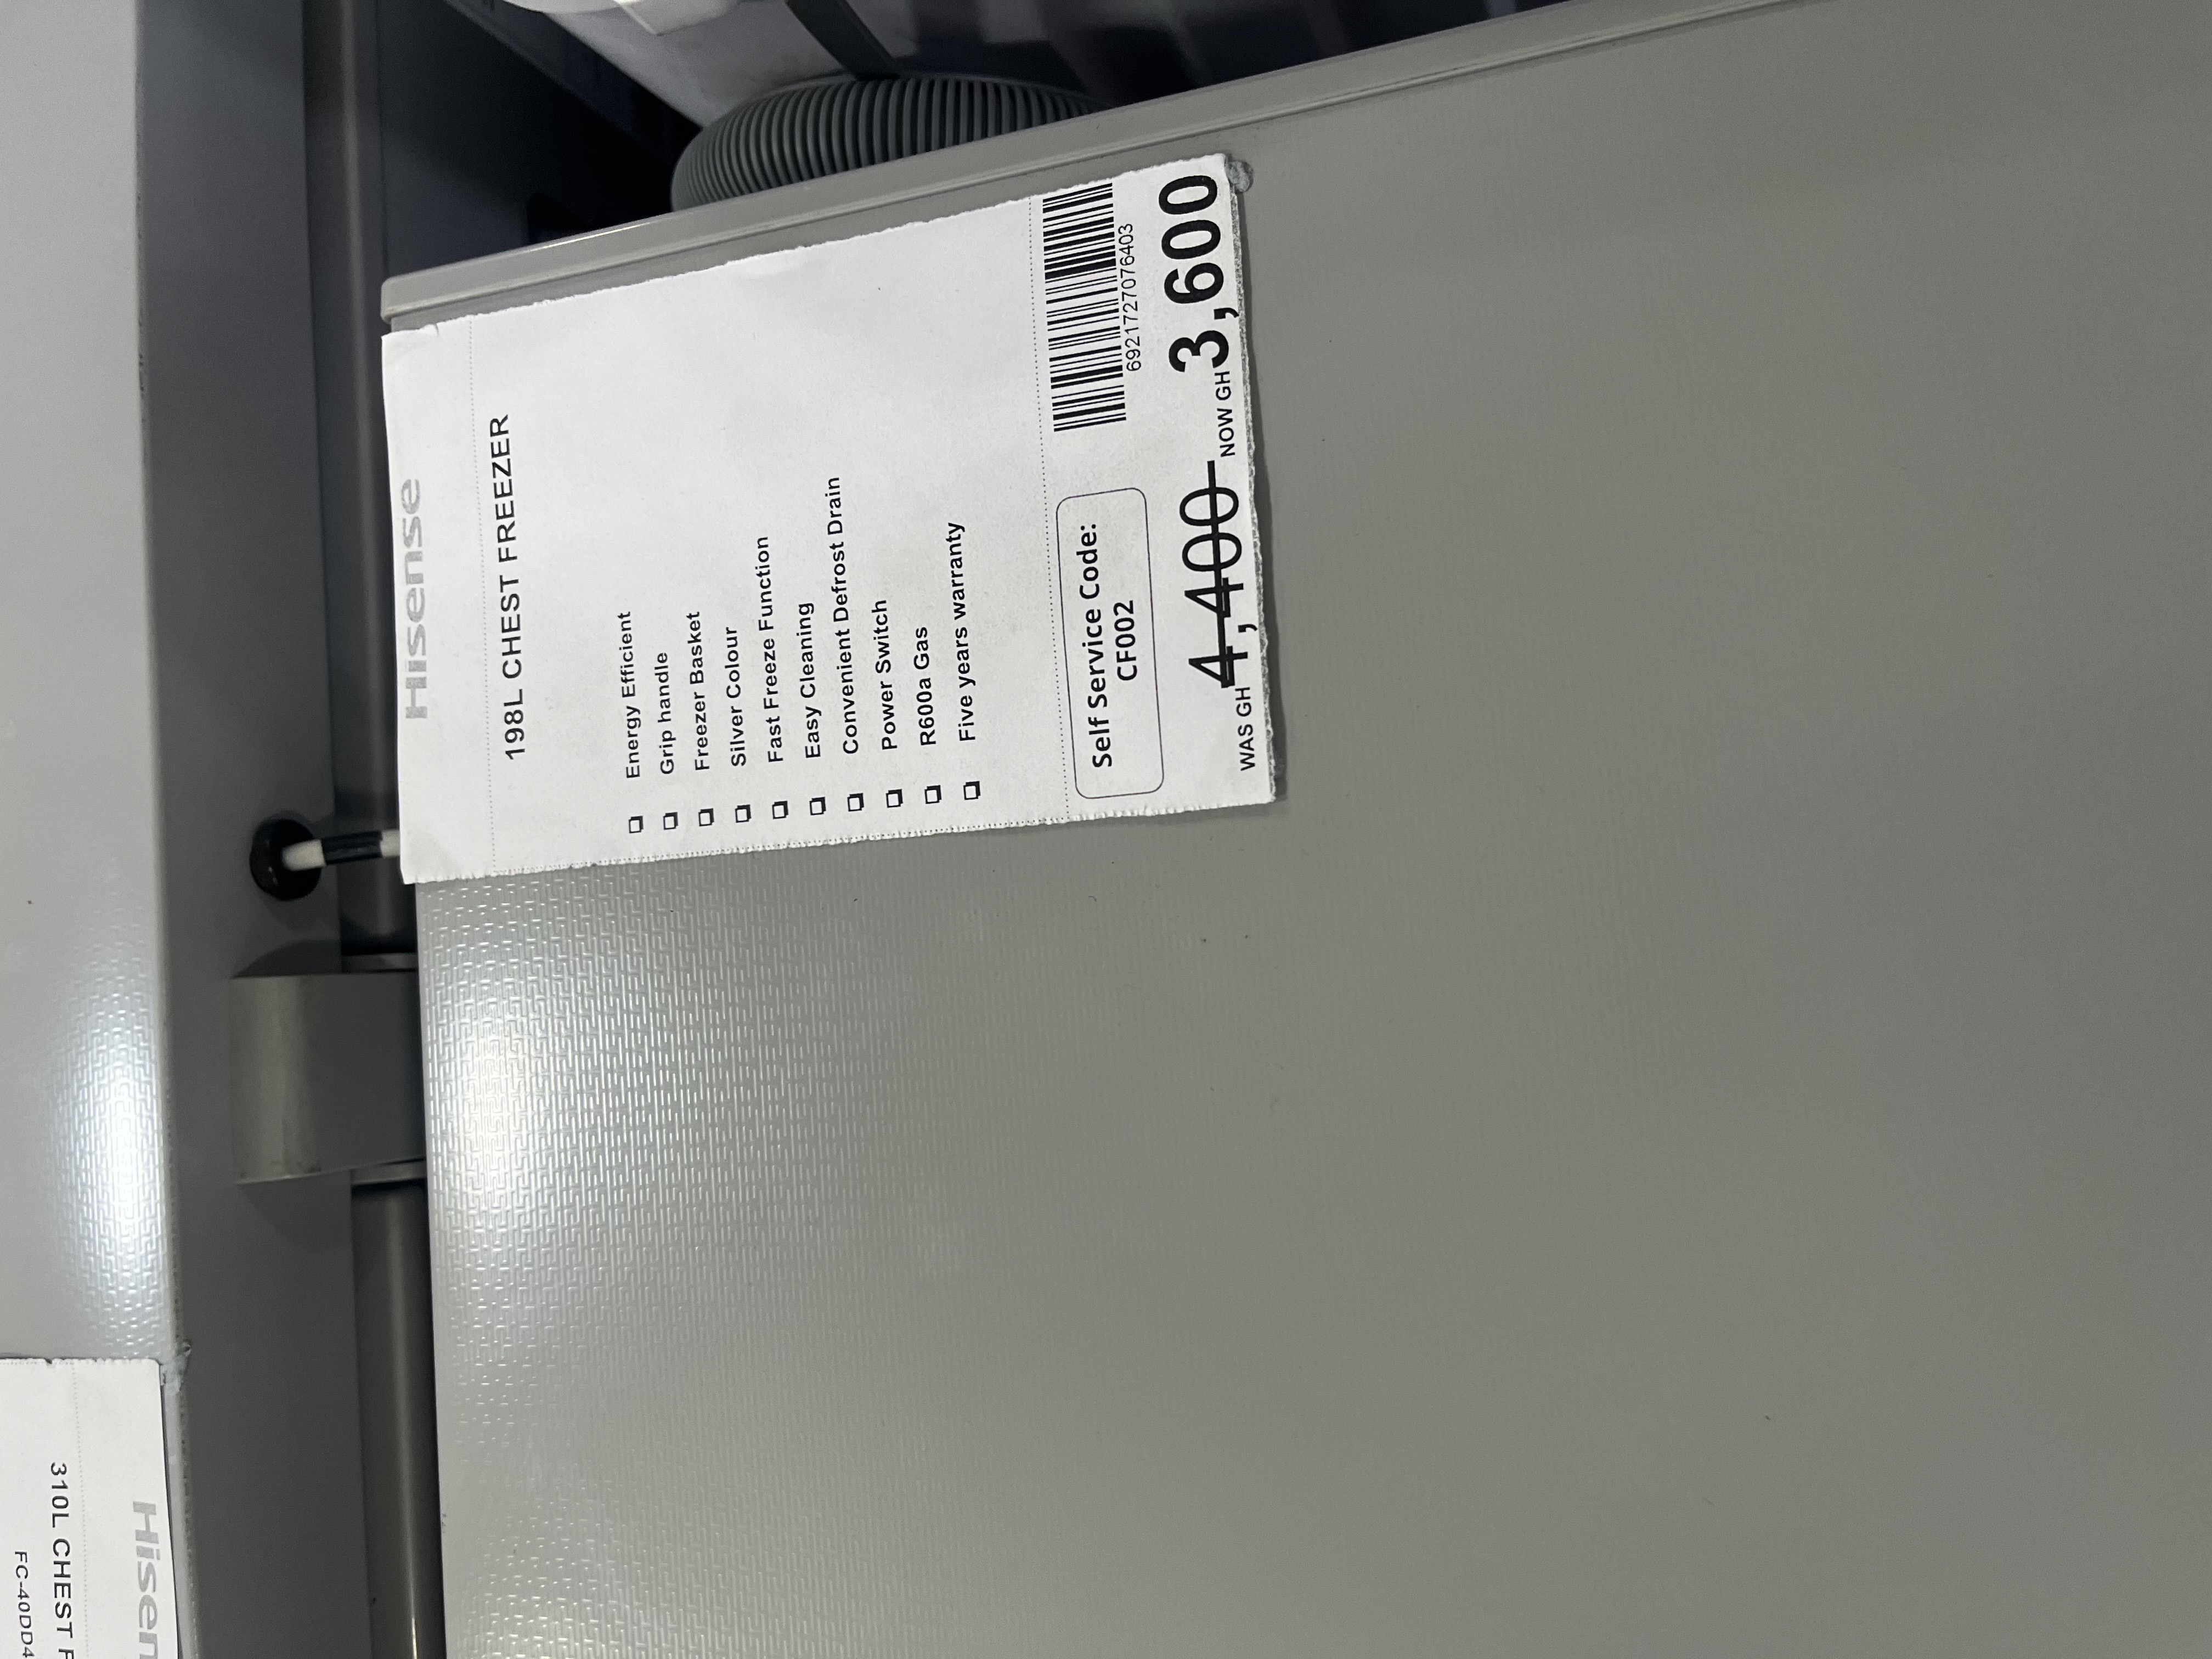 FC-40DD4
310L CHEST
Hisense
198L CHEST FREEZER
Energy Efficient
Grip handle
Freezer Basket
Silver Colour
Fast Freeze Function
Easy Cleaning
Convenient Defrost Drain
Power Switch
R600a Gas
Five years warranty
Self Service Code:
CF002
6921727076403
WAS GH 4,400 NOW GH 3,600